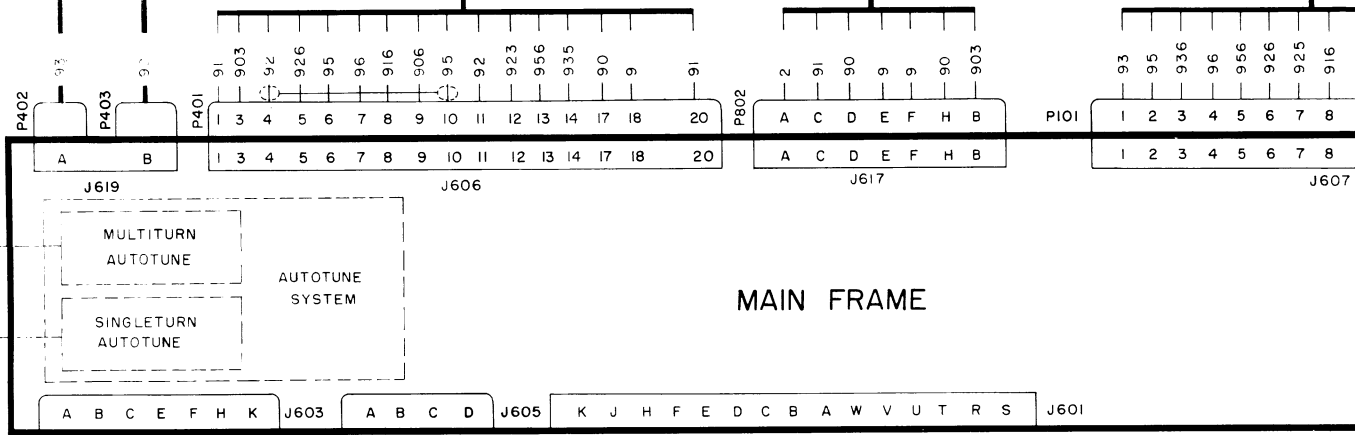 93
91 903 92 926 95 96 916 906 95 92 923 956 935 90 9 91
2 91 90 9 9 90 903
93 95 936 96 956 926 925 916
P402 P403 P401 P802 P101
1 3 4 5 6 7 8 9 10 11 12 13 14 17 18 20
A C D E F H B
1 2 3 4 5 6 7 8
A B
1 3 4 5 6 7 8 9 10 11 12 13 14 17 18 20
A C D E F H B
1 2 3 4 5 6 7 8
J619 J606 J617 J607
MULTITURN
AUTOTUNE
AUTOTUNE
SYSTEM
SINGLETURN
AUTOTUNE
MAIN FRAME
A B C E F H K J603
A B C D J605
K J H F E D C B A W V U T R S J601